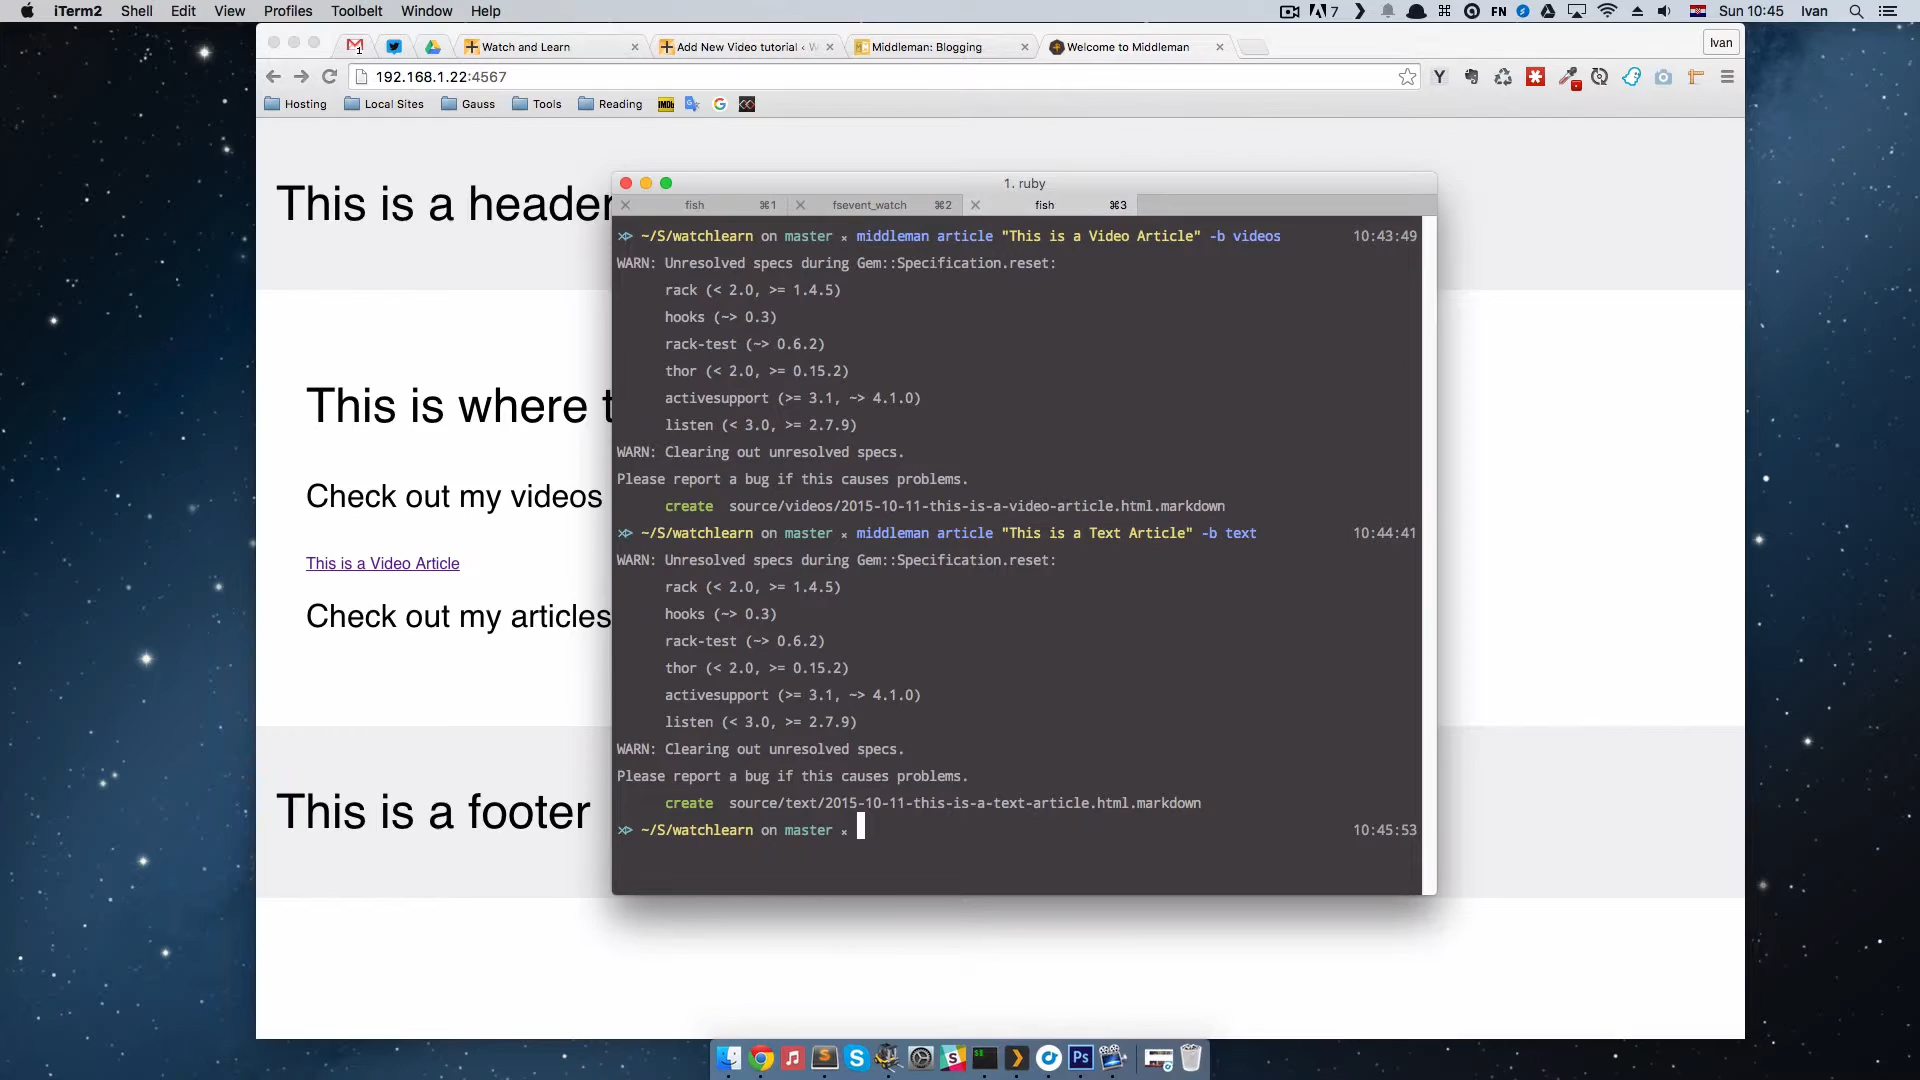 iTerm2 Shell Edit View Profiles Toolbelt Window Help 7 FN Sun 10:45 Ivan
Watch and Learn
Add New Video tutorial ‹ W
Middleman: Blogging
Welcome to Middleman
Ivan
192.168.1.22:4567
Hosting Local Sites Gauss Tools Reading IMDb
This is a header
1. ruby
fish ⌘1 fsevent_watch ⌘2 fish ⌘3
~/S/watchlearn on master × middleman article "This is a Video Article" -b videos 10:43:49
WARN: Unresolved specs during Gem::Specification.reset:
rack (< 2.0, >= 1.4.5)
hooks (~> 0.3)
rack-test (~> 0.6.2)
thor (< 2.0, >= 0.15.2)
activesupport (>= 3.1, ~> 4.1.0)
listen (< 3.0, >= 2.7.9)
WARN: Clearing out unresolved specs.
Please report a bug if this causes problems.
create source/videos/2015-10-11-this-is-a-video-article.html.markdown
~/S/watchlearn on master × middleman article "This is a Text Article" -b text 10:44:41
WARN: Unresolved specs during Gem::Specification.reset:
rack (< 2.0, >= 1.4.5)
hooks (~> 0.3)
rack-test (~> 0.6.2)
thor (< 2.0, >= 0.15.2)
activesupport (>= 3.1, ~> 4.1.0)
listen (< 3.0, >= 2.7.9)
WARN: Clearing out unresolved specs.
Please report a bug if this causes problems.
create source/text/2015-10-11-this-is-a-text-article.html.markdown
~/S/watchlearn on master × 10:45:53
This is where t
Check out my videos
This is a Video Article
Check out my articles
This is a footer
Ps